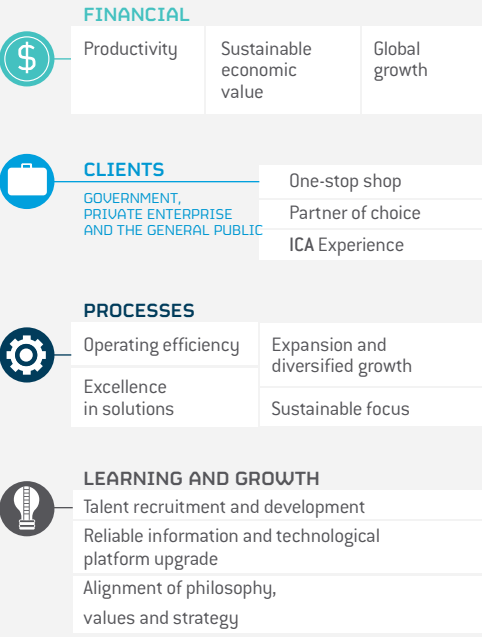 FINANCIAL
$
Productivity
Sustainable
economic
value
Global
growth
CLIENTS
GOVERNMENT,
PRIVATE ENTERPRISE
AND THE GENERAL PUBLIC
One-stop shop
Partner of choice
ICA Experience
PROCESSES
Operating efficiency
Excellence
in solutions
Expansion and
diversified growth
Sustainable focus
LEARNING AND GROWTH
Talent recruitment and development
Reliable information and technological
platform upgrade
Alignment of philosophy,
values and strategy